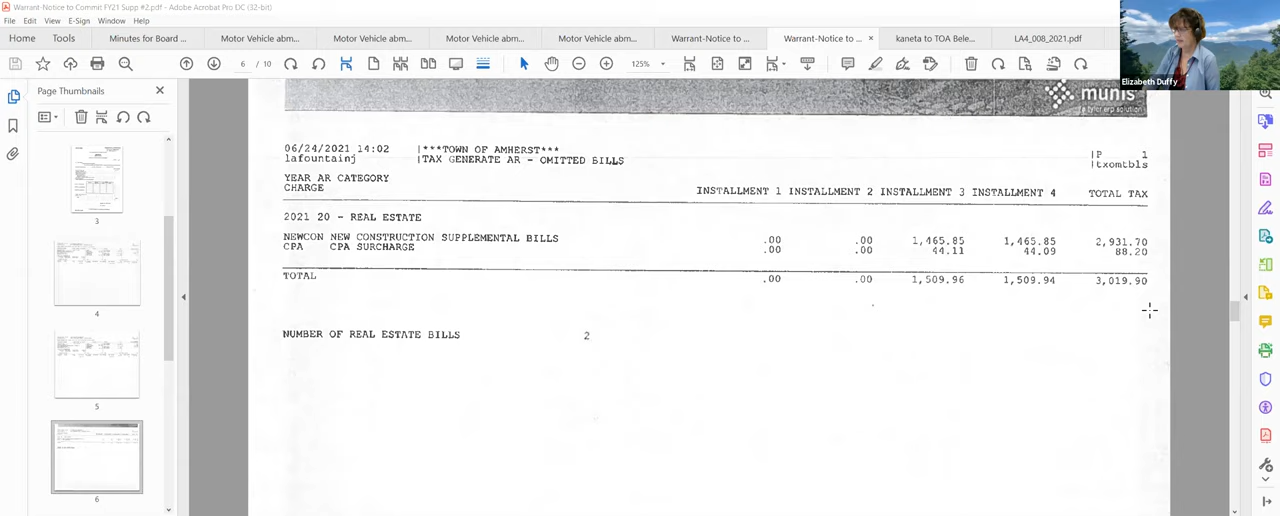 Warrant-Notice to Commit FY21 Supp #2.pdf - Adobe Acrobat Pro DC (32-bit)
File Edit View E-Sign Window Help
Home Tools Minutes for Board ... Motor Vehicle abm... Motor Vehicle abm... Motor Vehicle abm... Motor Vehicle abm... Warrant-Notice to ... Warrant-Notice to ... × kaneta to TOA Bele... LA4_008_2021.pdf
6 / 10 125%
Elizabeth Duffy
Page Thumbnails ×
3
4
5
6
munis
a tyler erp solution
06/24/2021 14:02 |***TOWN OF AMHERST*** |P 1
lafountainj |TAX GENERATE AR - OMITTED BILLS |txomtbls
YEAR AR CATEGORY
CHARGE INSTALLMENT 1 INSTALLMENT 2 INSTALLMENT 3 INSTALLMENT 4 TOTAL TAX
2021 20 - REAL ESTATE
NEWCON NEW CONSTRUCTION SUPPLEMENTAL BILLS .00 .00 1,465.85 1,465.85 2,931.70
CPA CPA SURCHARGE .00 .00 44.11 44.09 88.20
TOTAL .00 .00 1,509.96 1,509.94 3,019.90
NUMBER OF REAL ESTATE BILLS 2